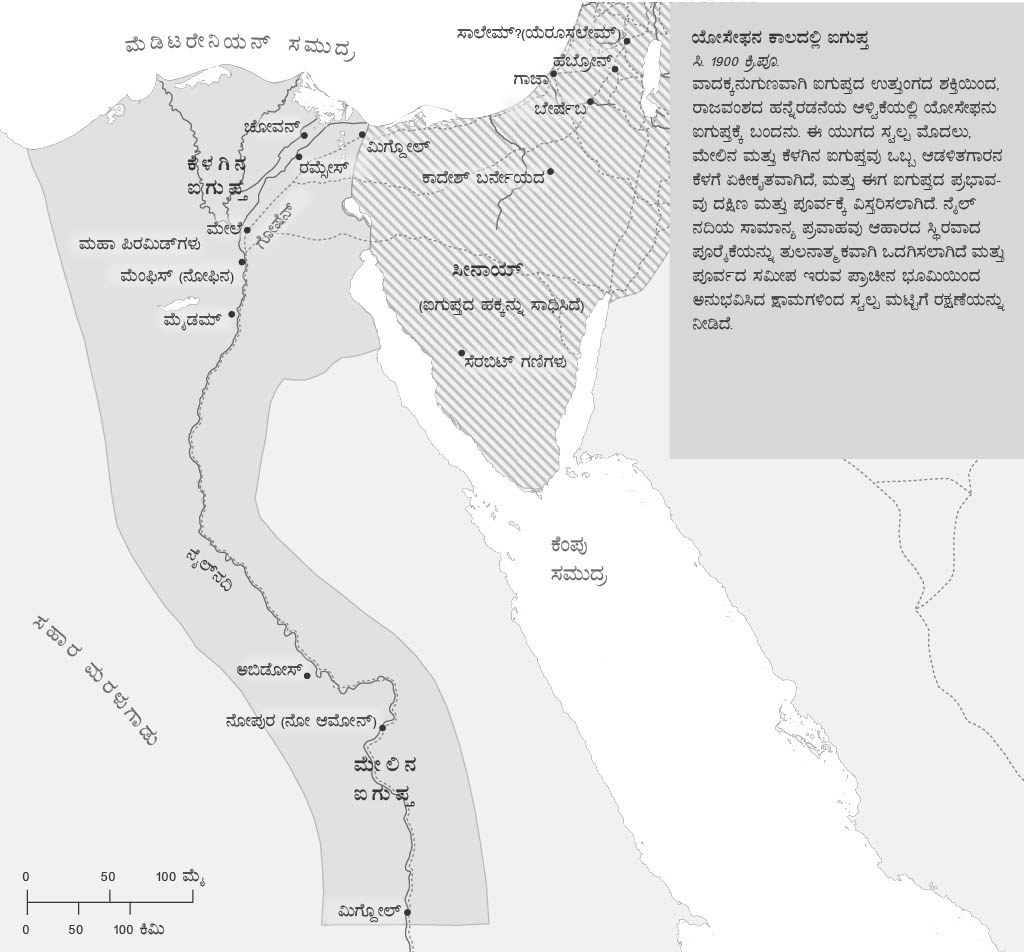 ಮೆಡಿಟರೇನಿಯನ್ ಸಮುದ್ರ
ಸಾಲೇಮ್?(ಯೆರೂಸಲೇಮ್)
ಹೆಬ್ರೋನ್
ಗಾಜಾ
ಬೇರ್ಷೆಬ
ಚೋವನ್
ಮಿಗ್ದೋಲ್
ರಮ್ಸೇಸ್
ಕೆಳಗಿನ
ಐಗುಪ್ತ
ಕಾದೇಶ್ ಬರ್ನೇಯದ
ಮೇಲೆ
ಗೋಷೆನ್
ಮಹಾ ಪಿರಮಿಡ್‌ಗಳು
ಮೆಂಫಿಸ್ (ನೋಫಿನ)
ಸೀನಾಯ್
(ಐಗುಪ್ತದ ಹಕ್ಕನ್ನು ಸಾಧಿಸಿದೆ)
ಮೈಡಮ್
ಸೆರಬಿಟ್ ಗಣಿಗಳು
ಯೋಸೇಫನ ಕಾಲದಲ್ಲಿ ಐಗುಪ್ತ
ಸಿ. 1900 ಕ್ರಿ.ಪೂ.
ವಾದಕ್ಕನುಗುಣವಾಗಿ ಐಗುಪ್ತದ ಉತ್ತುಂಗದ ಶಕ್ತಿಯಿಂದ,
ರಾಜವಂಶದ ಹನ್ನೆರಡನೆಯ ಆಳ್ವಿಕೆಯಲ್ಲಿ ಯೋಸೇಫನು
ಐಗುಪ್ತಕ್ಕೆ ಬಂದನು. ಈ ಯುಗದ ಸ್ವಲ್ಪ ಮೊದಲು,
ಮೇಲಿನ ಮತ್ತು ಕೆಳಗಿನ ಐಗುಪ್ತವು ಒಬ್ಬ ಆಡಳಿತಗಾರನ
ಕೆಳಗೆ ಏಕೀಕೃತವಾಗಿದೆ, ಮತ್ತು ಈಗ ಐಗುಪ್ತದ ಪ್ರಭಾವ-
ವು ದಕ್ಷಿಣ ಮತ್ತು ಪೂರ್ವಕ್ಕೆ ವಿಸ್ತರಿಸಲಾಗಿದೆ. ನೈಲ್
ನದಿಯ ಸಾಮಾನ್ಯ ಪ್ರವಾಹವು ಆಹಾರದ ಸ್ಥಿರವಾದ
ಪೂರೈಕೆಯನ್ನು ತುಲನಾತ್ಮಕವಾಗಿ ಒದಗಿಸಲಾಗಿದೆ ಮತ್ತು
ಪೂರ್ವದ ಸಮೀಪ ಇರುವ ಪ್ರಾಚೀನ ಭೂಮಿಯಿಂದ
ಅನುಭವಿಸಿದ ಕ್ಷಾಮಗಳಿಂದ ಸ್ವಲ್ಪ ಮಟ್ಟಿಗೆ ರಕ್ಷಣೆಯನ್ನು
ನೀಡಿದೆ.
ಕೆಂಪು
ಸಮುದ್ರ
ನೈಲ್‌ನದಿ
ಸಹಾರ ಮರಳುಗಾಡು
ಅಬಿಡೋಸ್
ನೋಪುರ (ನೋ ಆಮೋನ್)
ಮೇಲಿನ
ಐಗುಪ್ತ
ಮಿಗ್ದೋಲ್
0 50 100 ಮೈ
0 50 100 ಕಿಮಿ